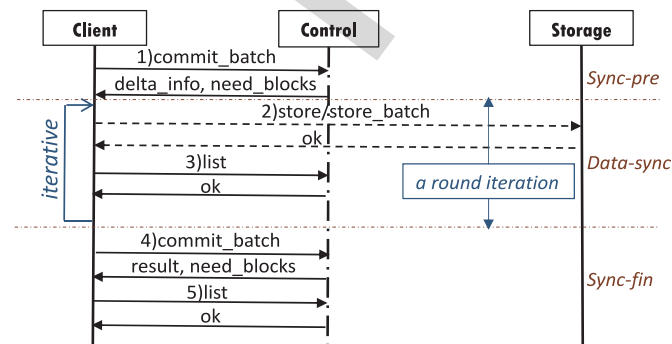 Client Control Storage
1)commit_batch
delta_info, need_blocks
Sync-pre
2)store/store_batch
ok
iterative
3)list
ok
a round iteration
Data-sync
4)commit_batch
result, need_blocks
5)list
ok
Sync-fin